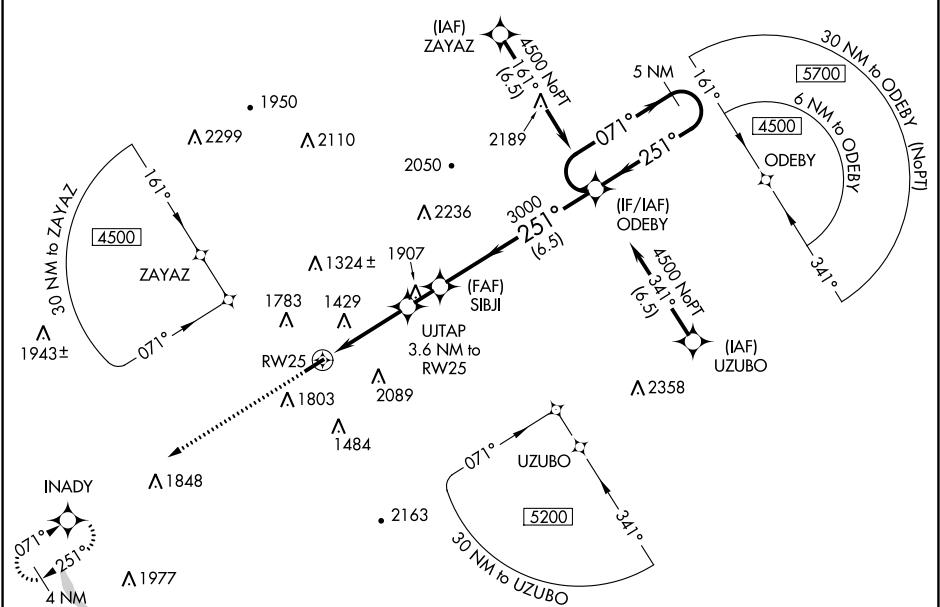 (IAF)
ZAYAZ
4500 NoPT
161°
(6.5)
2189
5 NM
071°
251°
30 NM to ODEBY (NoPT)
5700
161°
6 NM to ODEBY
4500
ODEBY
341°
1950
2299
2110
2050
2236
161°
30 NM to ZAYAZ
4500
ZAYAZ
071°
1943±
3000
251°
(6.5)
(IF/IAF)
ODEBY
1907
1324±
(FAF)
SIBJI
1783
1429
UJTAP
3.6 NM to
RW25
RW25
4500 NoPT
341°
(6.5)
(IAF)
UZUBO
2358
2089
1803
1484
1848
071°
UZUBO
341°
5200
30 NM to UZUBO
2163
INADY
071°
251°
4 NM
1977